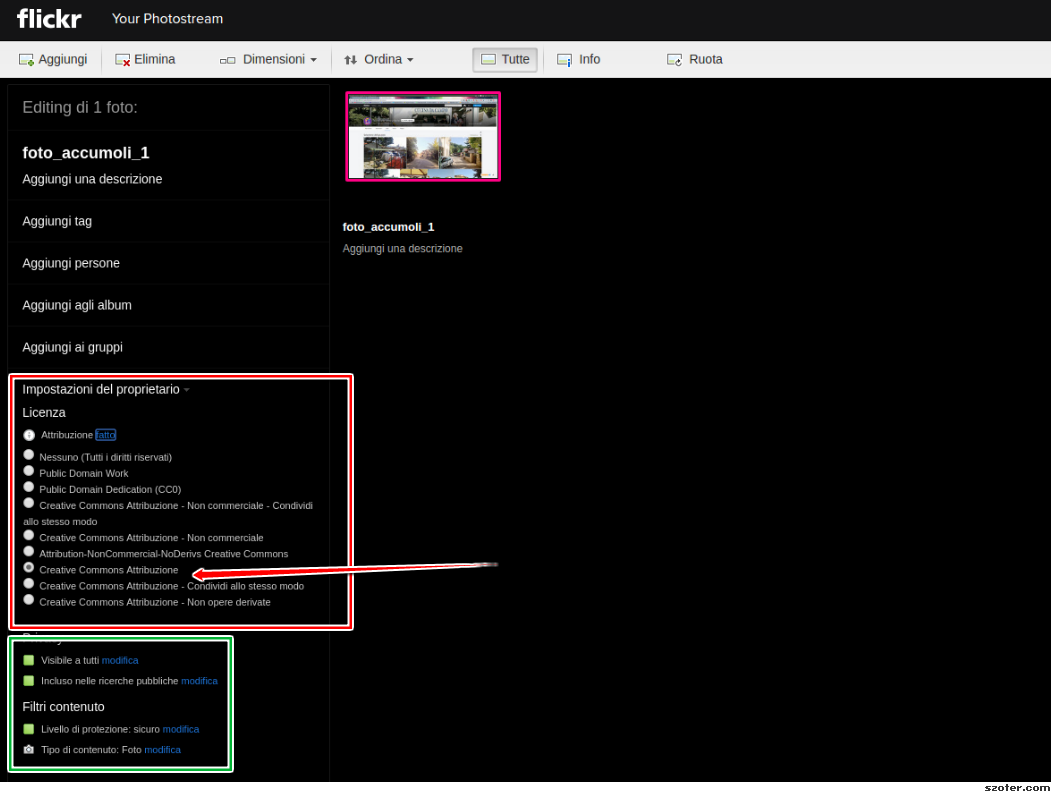 flickr Your Photostream
Aggiungi Elimina Dimensioni Ordina Tutte Info Ruota
Editing di 1 foto:
foto_accumoli_1
Aggiungi una descrizione
Aggiungi tag
Aggiungi persone
Aggiungi agli album
Aggiungi ai gruppi
Impostazioni del proprietario
Licenza
Attribuzione fatto
Nessuno (Tutti i diritti riservati)
Public Domain Work
Public Domain Dedication (CC0)
Creative Commons Attribuzione - Non commerciale - Condividi
allo stesso modo
Creative Commons Attribuzione - Non commerciale
Attribution-NonCommercial-NoDerivs Creative Commons
Creative Commons Attribuzione
Creative Commons Attribuzione - Condividi allo stesso modo
Creative Commons Attribuzione - Non opere derivate
Visibile a tutti modifica
Incluso nelle ricerche pubbliche modifica
Filtri contenuto
Livello di protezione: sicuro modifica
Tipo di contenuto: Foto modifica
foto_accumoli_1
Aggiungi una descrizione
szoter.com